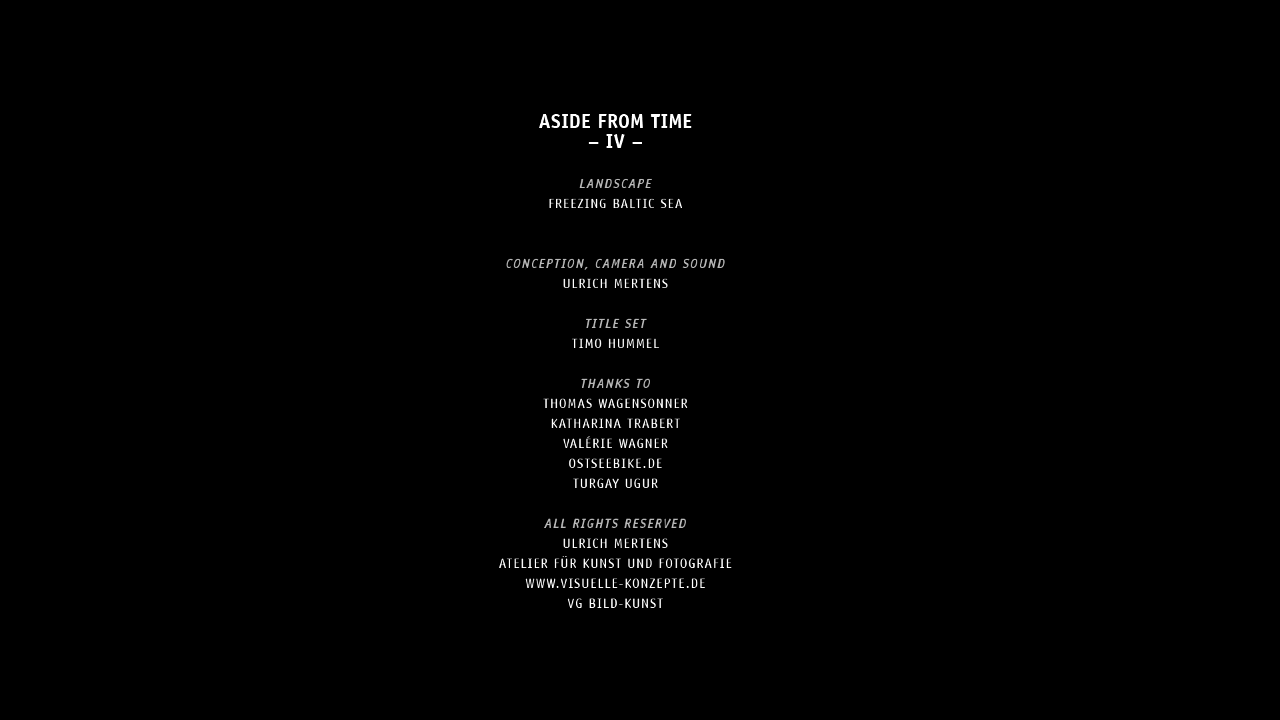 ASIDE FROM TIME
– IV –
LANDSCAPE
FREEZING BALTIC SEA
CONCEPTION, CAMERA AND SOUND
ULRICH MERTENS
TITLE SET
TIMO HUMMEL
THANKS TO
THOMAS WAGENSONNER
KATHARINA TRABERT
VALÉRIE WAGNER
OSTSEEBIKE.DE
TURGAY UGUR
ALL RIGHTS RESERVED
ULRICH MERTENS
ATELIER FÜR KUNST UND FOTOGRAFIE
WWW.VISUELLE-KONZEPTE.DE
VG BILD-KUNST